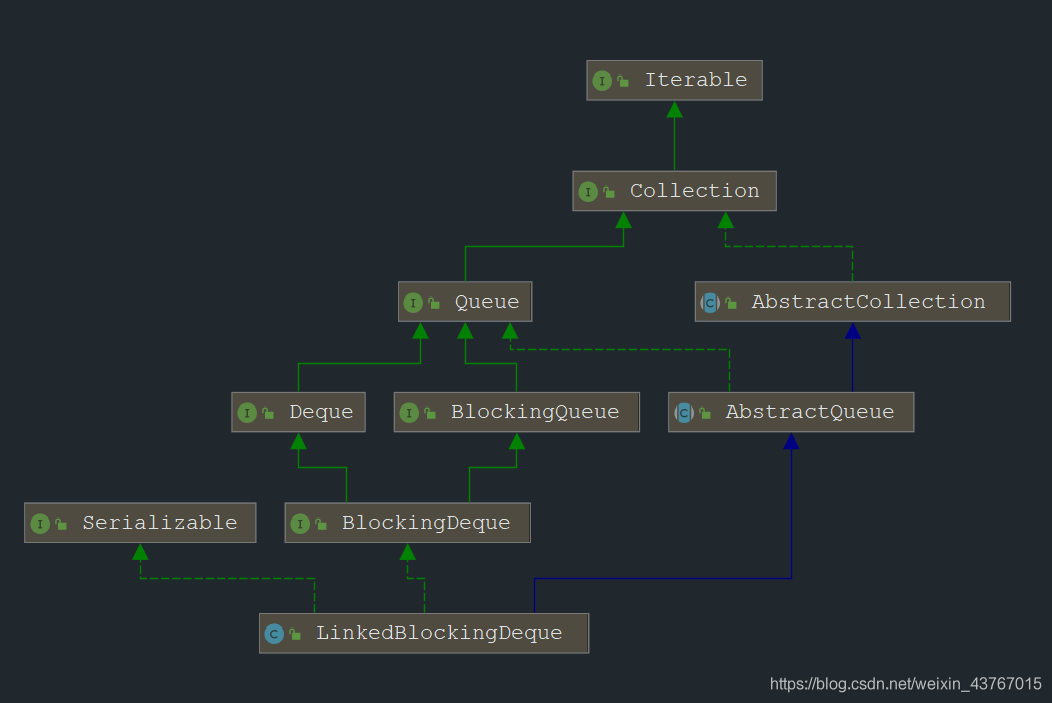 I Iterable
I Collection
I Queue
C AbstractCollection
I Deque
I BlockingQueue
C AbstractQueue
I Serializable
I BlockingDeque
C LinkedBlockingDeque
https://blog.csdn.net/weixin_43767015